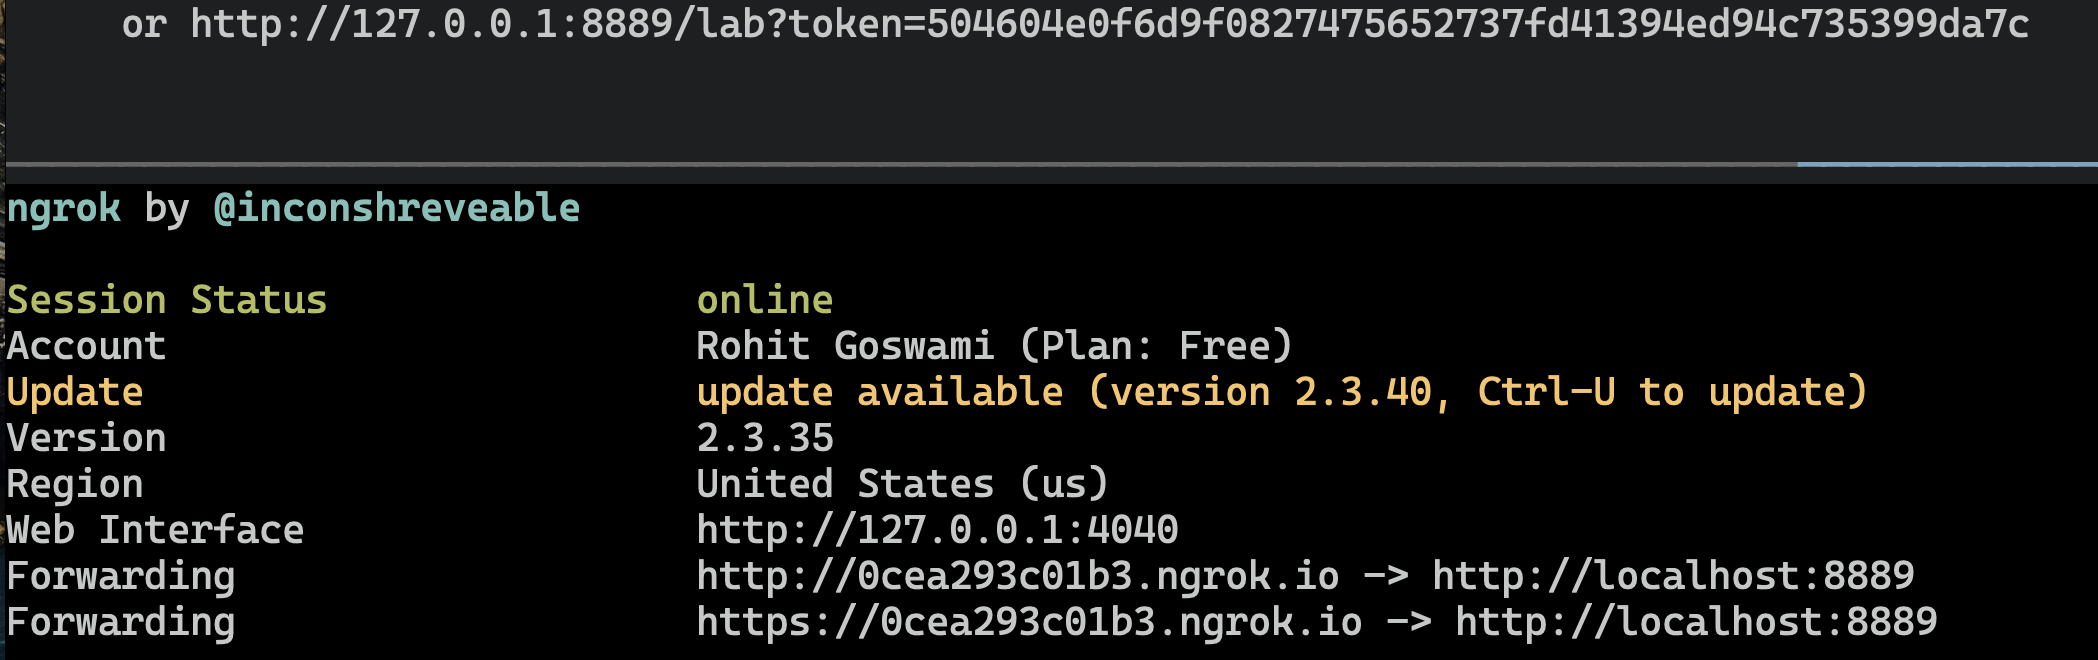 or http://127.0.0.1:8889/lab?token=504604e0f6d9f0827475652737fd41394ed94c735399da7c
ngrok by @inconshreveable
Session Status online
Account Rohit Goswami (Plan: Free)
Update update available (version 2.3.40, Ctrl-U to update)
Version 2.3.35
Region United States (us)
Web Interface http://127.0.0.1:4040
Forwarding http://0cea293c01b3.ngrok.io -> http://localhost:8889
Forwarding https://0cea293c01b3.ngrok.io -> http://localhost:8889